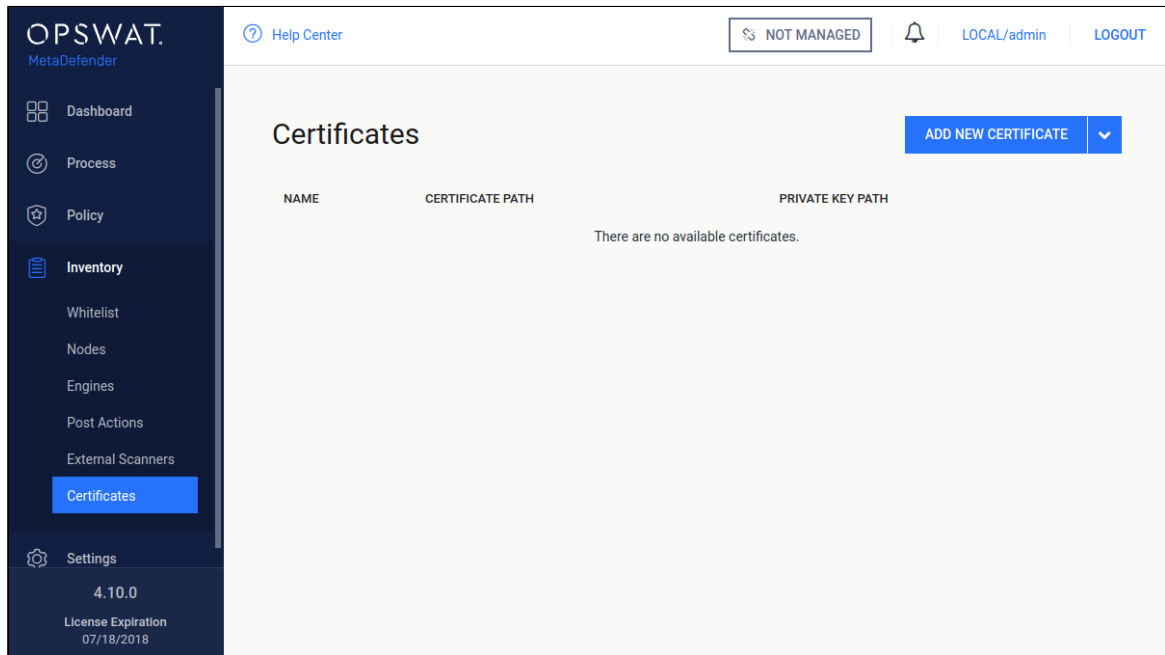 OPSWAT.
MetaDefender
Help Center
NOT MANAGED
LOCAL/admin
LOGOUT
Dashboard
Process
Policy
Inventory
Whitelist
Nodes
Engines
Post Actions
External Scanners
Certificates
Settings
4.10.0
License Expiration
07/18/2018
Certificates
ADD NEW CERTIFICATE
NAME CERTIFICATE PATH PRIVATE KEY PATH
There are no available certificates.